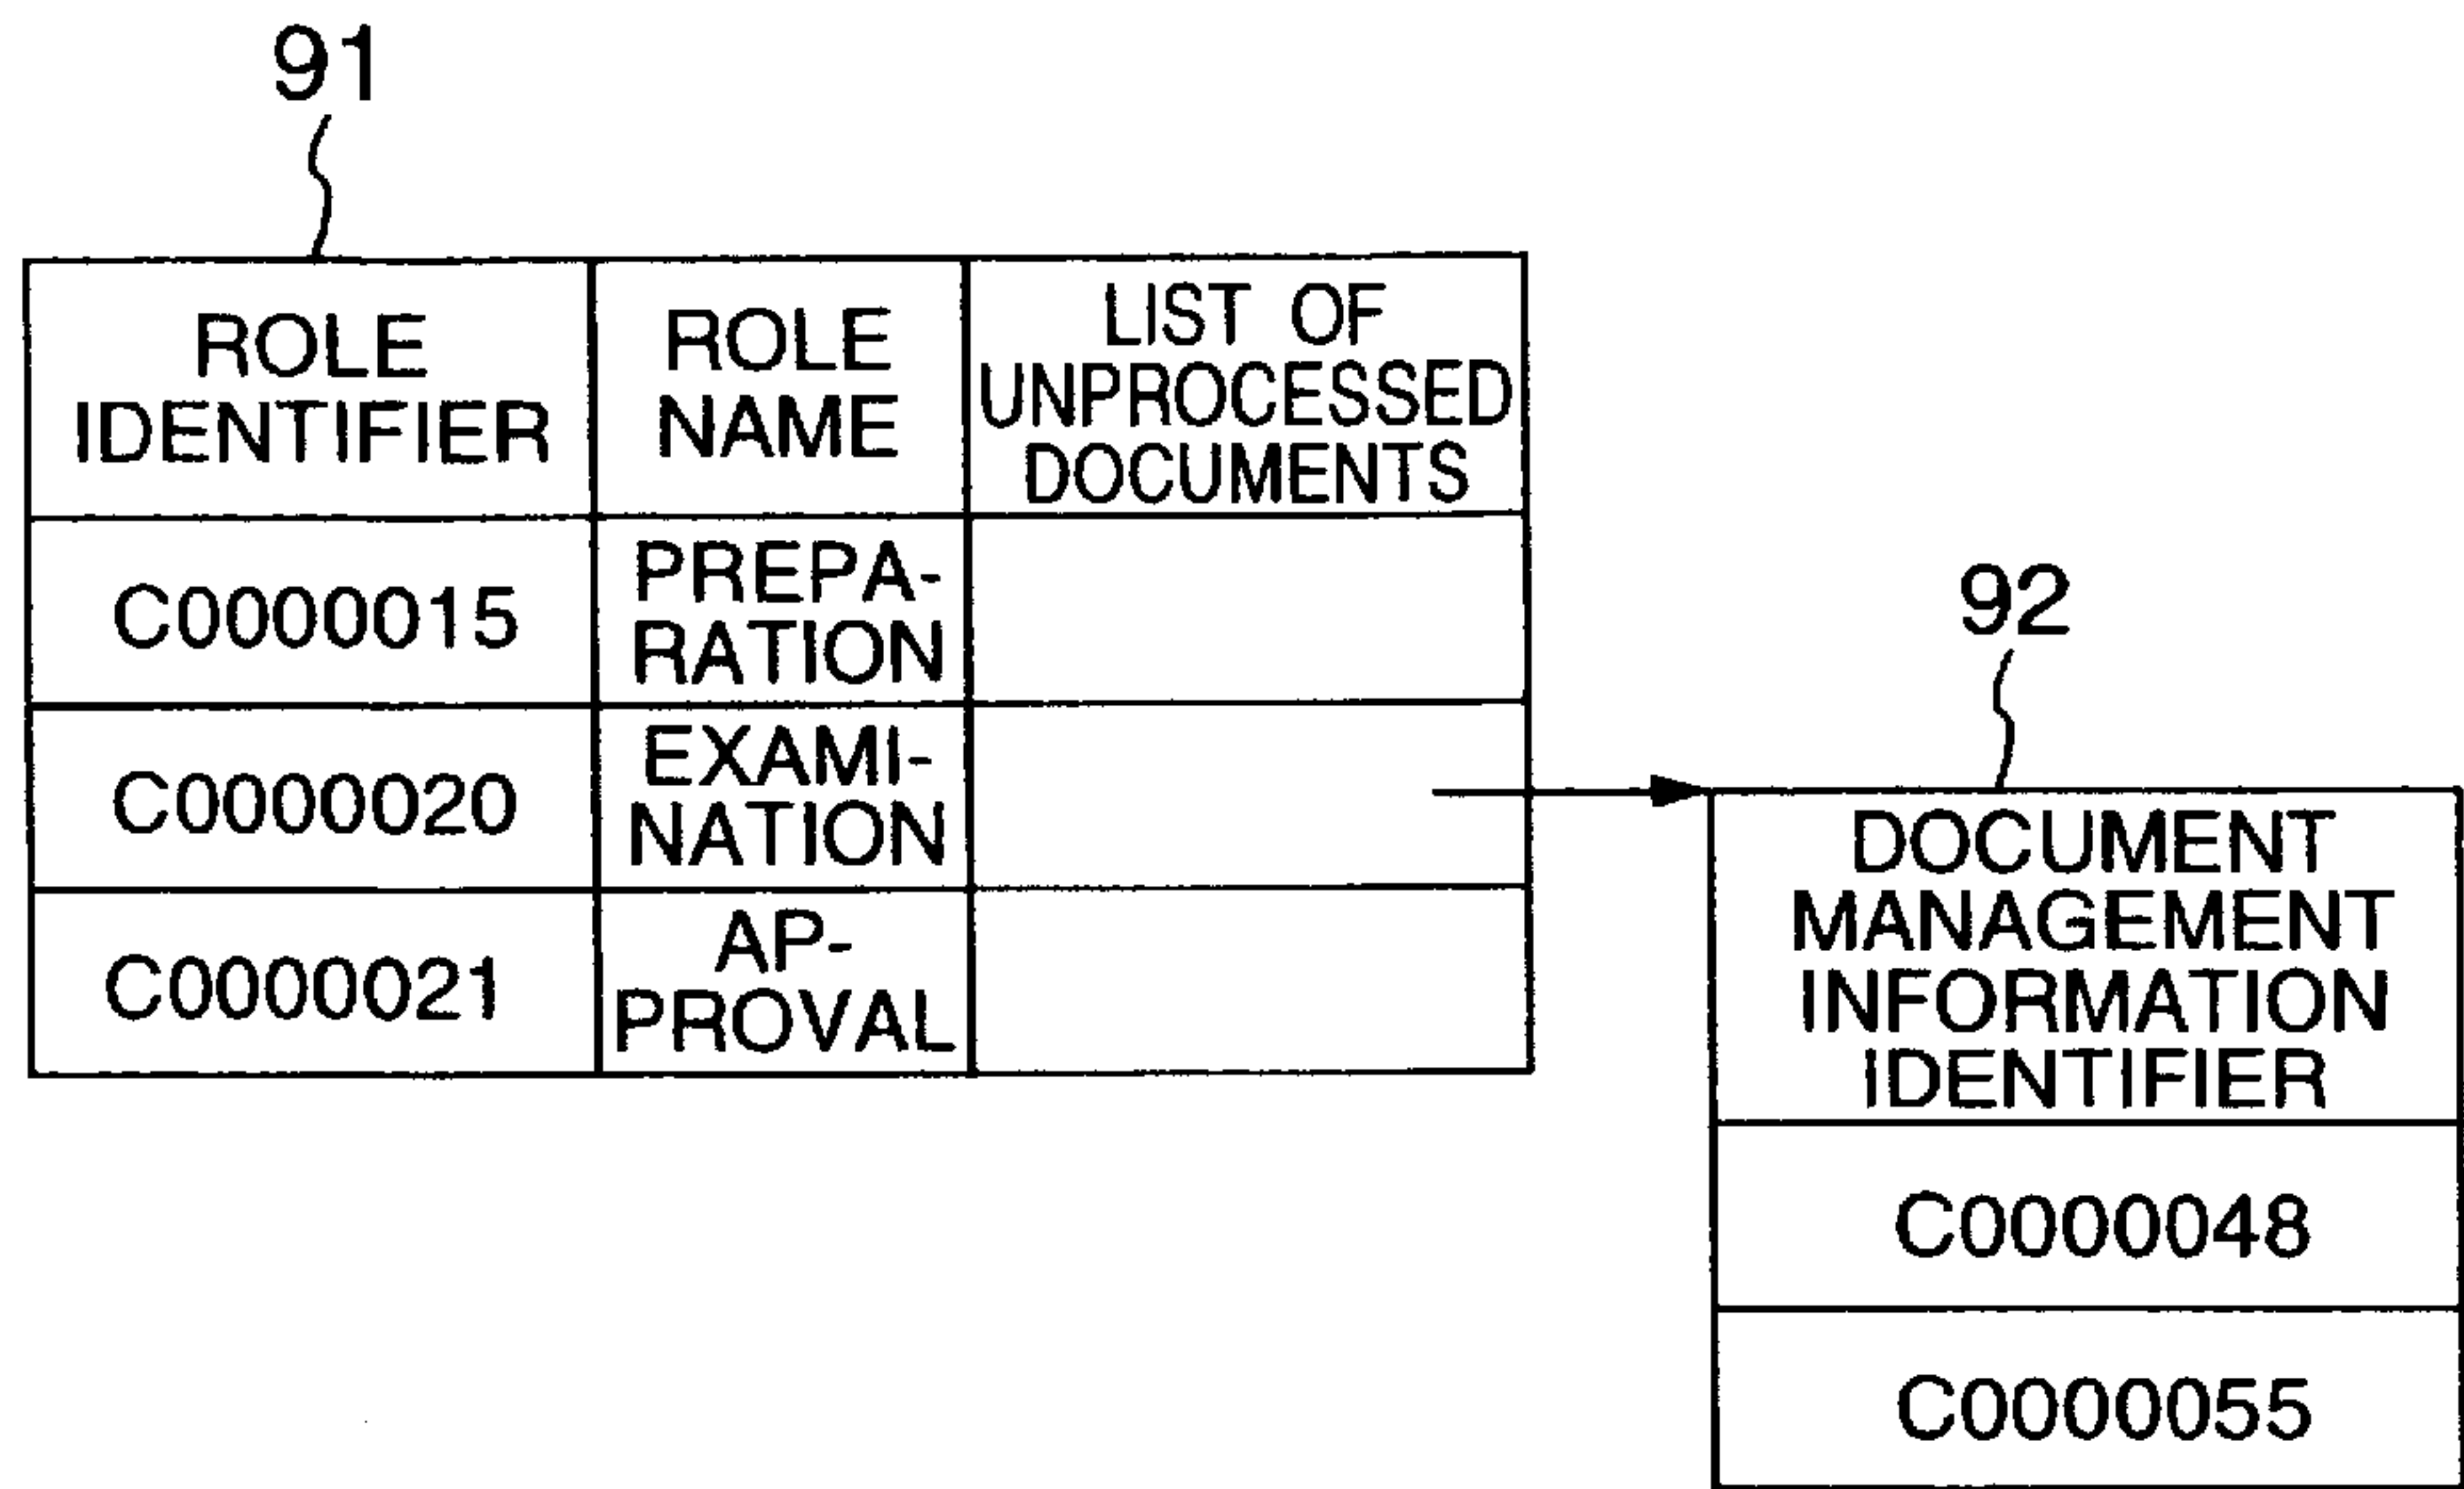 91
ROLE
IDENTIFIER
ROLE
NAME
LIST OF
UNPROCESSED
DOCUMENTS
C0000015
PREPA-
RATION
C0000020
EXAMI-
NATION
C0000021
AP-
PROVAL
92
DOCUMENT
MANAGEMENT
INFORMATION
IDENTIFIER
C0000048
C0000055